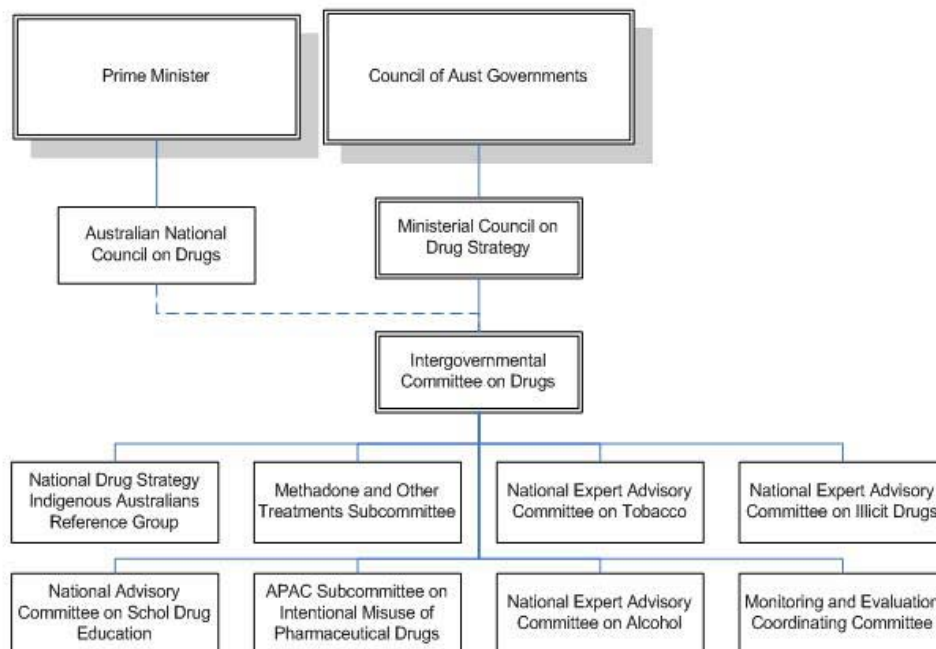 Prime Minister
Council of Aust Governments
Australian National
Council on Drugs
Ministerial Council on
Drug Strategy
Intergovernmental
Committee on Drugs
National Drug Strategy
Indigenous Australians
Reference Group
Methadone and Other
Treatments Subcommittee
National Expert Advisory
Committee on Tobacco
National Expert Advisory
Committee on Illicit Drugs
National Advisory
Committee on Schol Drug
Education
APAC Subcommittee on
Intentional Misuse of
Pharmaceutical Drugs
National Expert Advisory
Committee on Alcohol
Monitoring and Evaluation
Coordinating Committee